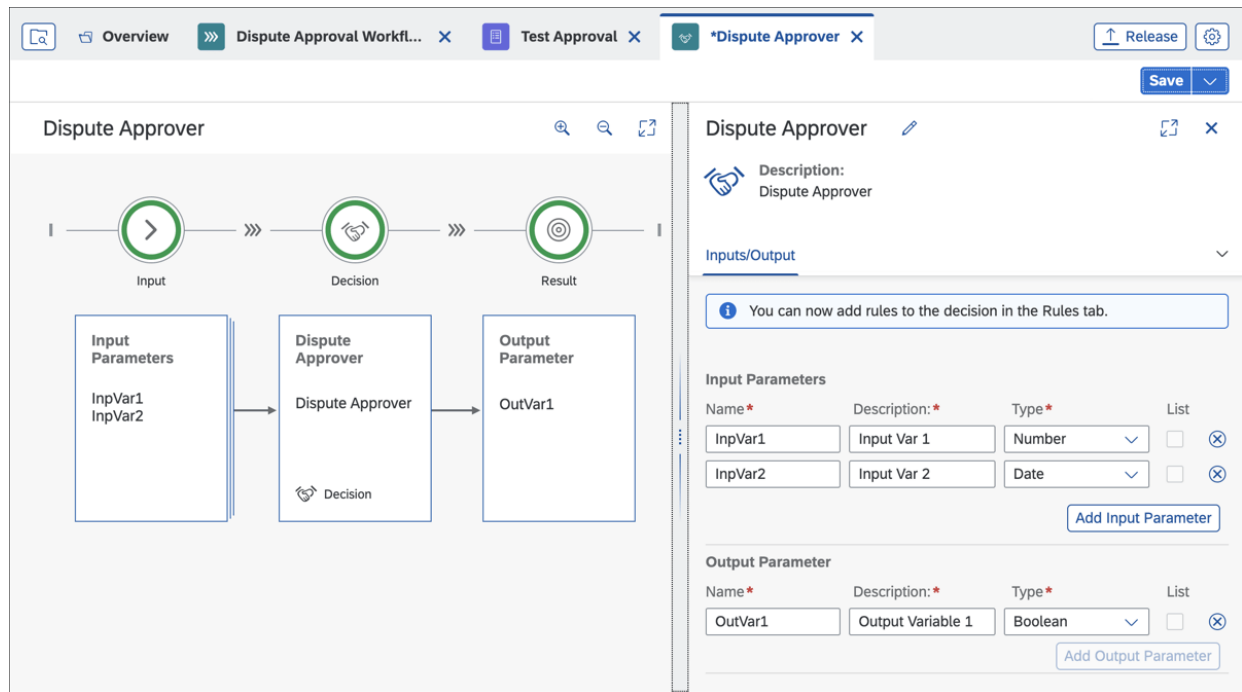 Overview
Dispute Approval Workfl...
Test Approval
*Dispute Approver
Release
Save
Dispute Approver
Input
Decision
Result
Input
Parameters
InpVar1
InpVar2
Dispute
Approver
Dispute Approver
Decision
Output
Parameter
OutVar1
Dispute Approver
Description:
Dispute Approver
Inputs/Output
You can now add rules to the decision in the Rules tab.
Input Parameters
Name* Description:* Type* List
InpVar1 Input Var 1 Number
InpVar2 Input Var 2 Date
Add Input Parameter
Output Parameter
Name* Description:* Type* List
OutVar1 Output Variable 1 Boolean
Add Output Parameter